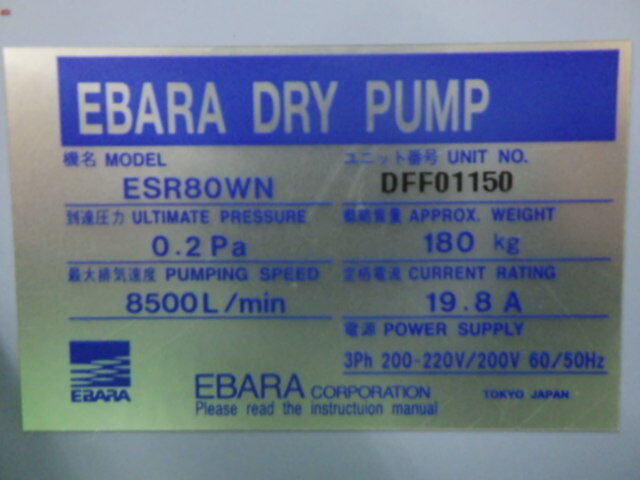 EBARA DRY PUMP
機名 MODEL
ESR80WN
ユニット番号 UNIT NO.
DFF01150
到達圧力 ULTIMATE PRESSURE
0.2 Pa
概略質量 APPROX. WEIGHT
180 kg
最大排気速度 PUMPING SPEED
8500L/min
定格電流 CURRENT RATING
19.8 A
電源 POWER SUPPLY
3Ph 200-220V/200V 60/50Hz
EBARA
EBARA CORPORATION TOKYO JAPAN
Please read the instructuion manual